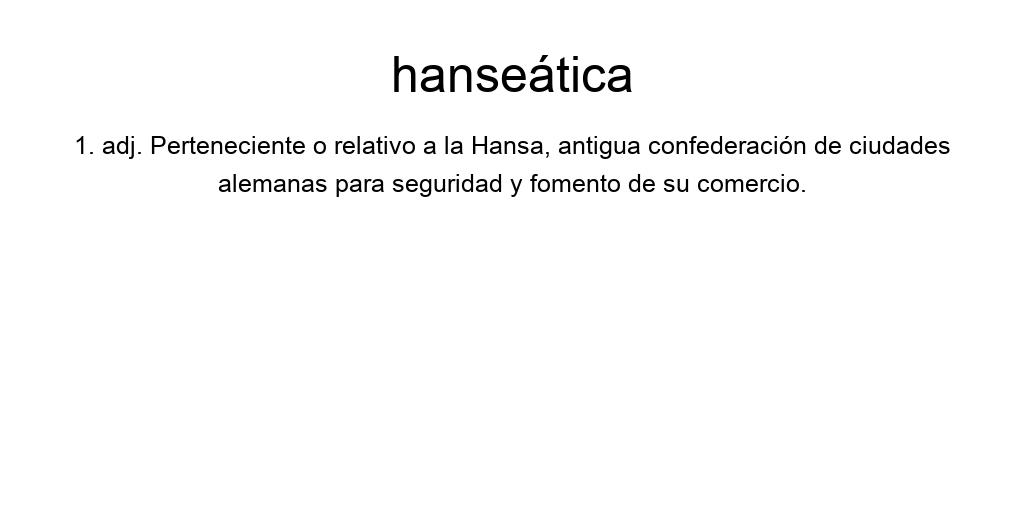 hanseática
1. adj. Perteneciente o relativo a la Hansa, antigua confederación de ciudades
alemanas para seguridad y fomento de su comercio.